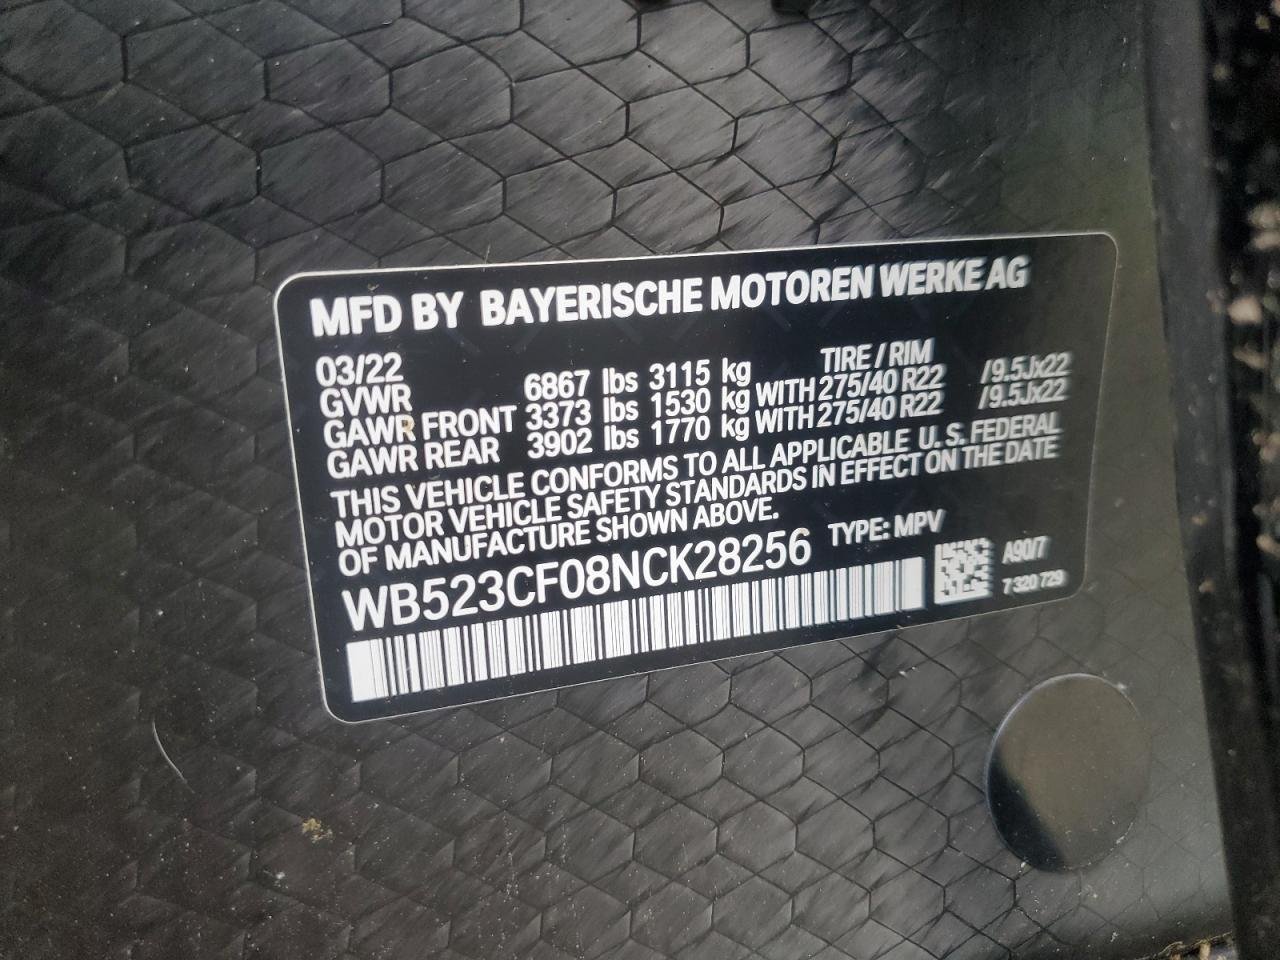 MFD BY BAYERISCHE MOTOREN WERKE AG
03/22 TIRE / RIM
GVWR 6867 lbs 3115 kg
GAWR FRONT 3373 lbs 1530 kg WITH 275/40 R22 /9.5Jx22
GAWR REAR 3902 lbs 1770 kg WITH 275/40 R22 /9.5Jx22
THIS VEHICLE CONFORMS TO ALL APPLICABLE U.S. FEDERAL
MOTOR VEHICLE SAFETY STANDARDS IN EFFECT ON THE DATE
OF MANUFACTURE SHOWN ABOVE.
WB523CF08NCK28256 TYPE: MPV
A90/7
7 320 729